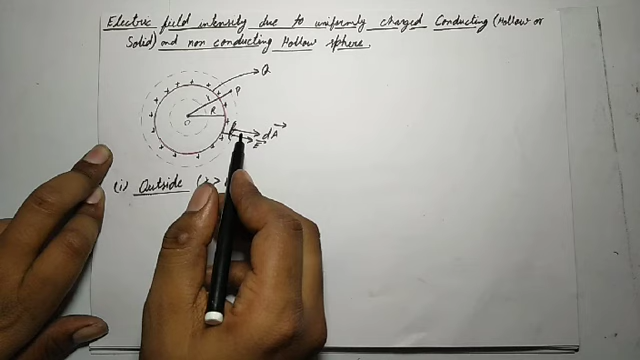 Electric field intensity due to uniformly charged Conducting (Hollow or
Solid) and non conducting Hollow sphere.
Q
P
r
R
O
dA
E
(i) Outside (r >